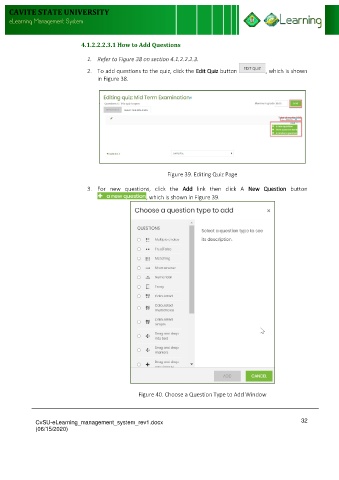 CAVITE STATE UNIVERSITY
eLearning Management System
eLearning
4.1.2.2.2.3.1 How to Add Questions
1. Refer to Figure 38 on section 4.1.2.2.2.3.
2. To add questions to the quiz, click the Edit Quiz button EDIT QUIZ , which is shown
in Figure 38.
Editing quiz: Mid Term Examination
Figure 39. Editing Quiz Page
3. For new questions, click the Add link then click A New Question button
+ a new question, which is shown in Figure 39.
Choose a question type to add ×
QUESTIONS
Select a question type to see
its description.
Multiple choice
True/False
Matching
Short answer
Numerical
Essay
Calculated
Calculated
multichoice
Calculated
simple
Drag and drop
into text
Drag and drop
markers
Drag and drop
ADD CANCEL
Figure 40. Choose a Question Type to Add Window
CvSU-eLearning_management_system_rev1.docx
32
(06/15/2020)